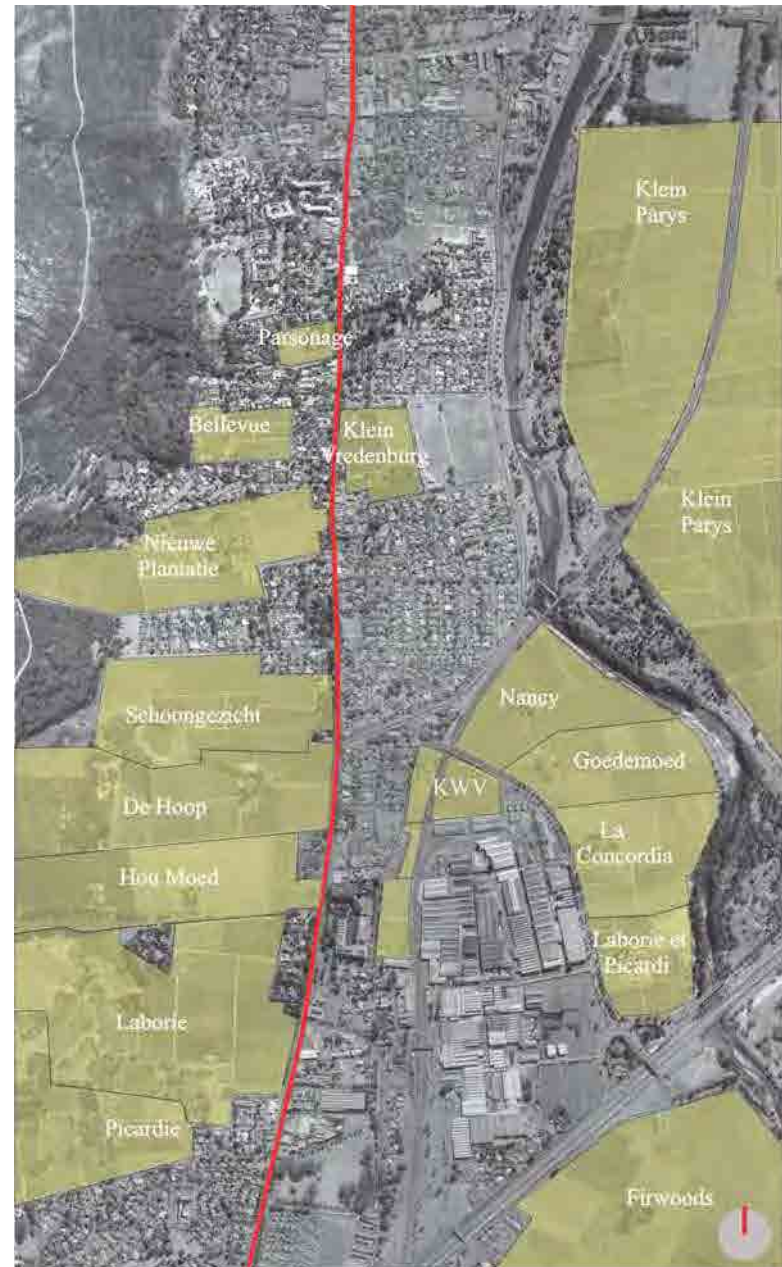 Klein
Parys
Parsonage
Bellevue
Klein
Vredenburg
Klein
Parys
Nieuwe
Plantatie
Nancy
Schoongezicht
Goedemoed
KWV
De Hoop
La
Concordia
Hou Moed
Laborie et
Picardi
Laborie
Picardie
Firwoods